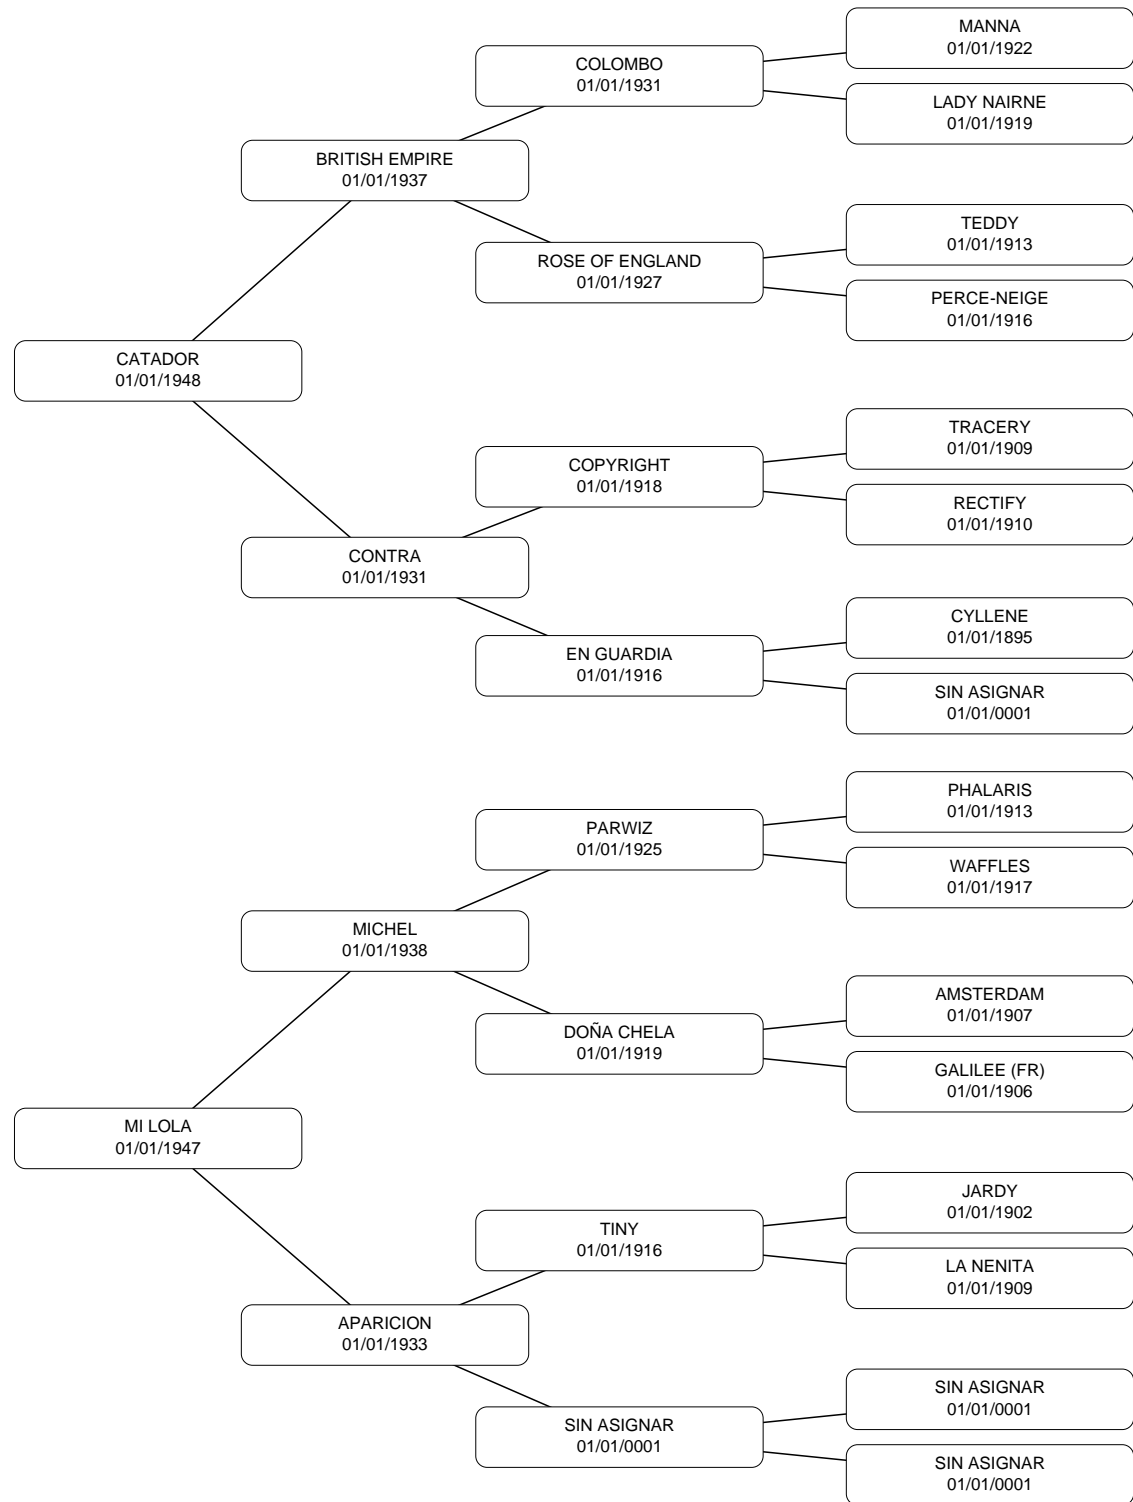 MANNA
01/01/1922
COLOMBO
01/01/1931
LADY NAIRNE
01/01/1919
BRITISH EMPIRE
01/01/1937
TEDDY
01/01/1913
ROSE OF ENGLAND
01/01/1927
PERCE-NEIGE
01/01/1916
CATADOR
01/01/1948
TRACERY
01/01/1909
COPYRIGHT
01/01/1918
RECTIFY
01/01/1910
CONTRA
01/01/1931
CYLLENE
01/01/1895
EN GUARDIA
01/01/1916
SIN ASIGNAR
01/01/0001
PHALARIS
01/01/1913
PARWIZ
01/01/1925
WAFFLES
01/01/1917
MICHEL
01/01/1938
AMSTERDAM
01/01/1907
DOÑA CHELA
01/01/1919
GALILEE (FR)
01/01/1906
MI LOLA
01/01/1947
JARDY
01/01/1902
TINY
01/01/1916
LA NENITA
01/01/1909
APARICION
01/01/1933
SIN ASIGNAR
01/01/0001
SIN ASIGNAR
01/01/0001
SIN ASIGNAR
01/01/0001